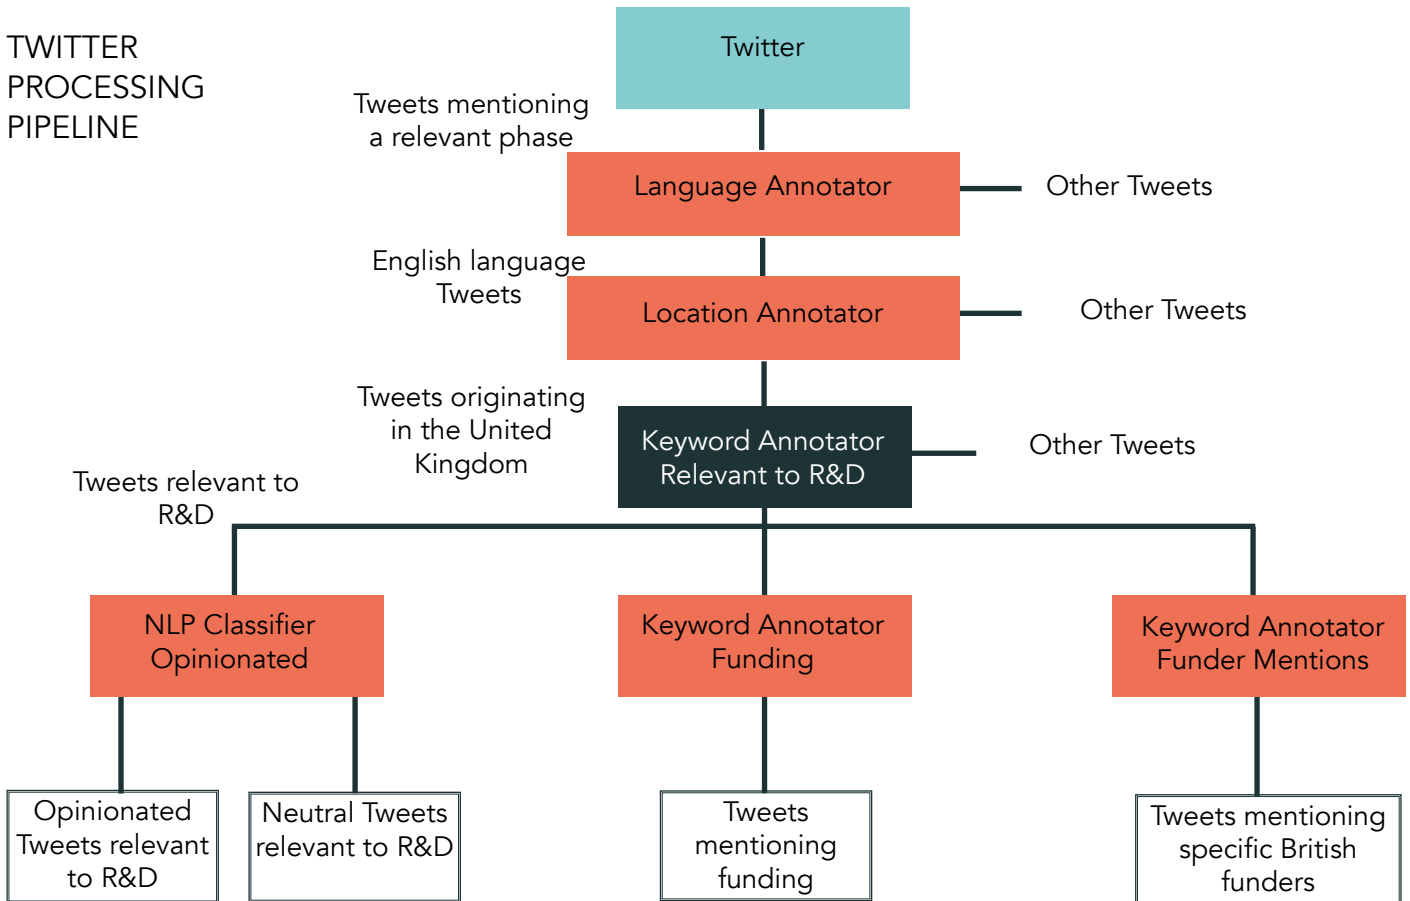 TWITTER
PROCESSING
PIPELINE
Twitter
Tweets mentioning
a relevant phase
Language Annotator
Other Tweets
English language
Tweets
Location Annotator
Other Tweets
Tweets originating
in the United
Kingdom
Keyword Annotator
Relevant to R&D
Other Tweets
Tweets relevant to
R&D
NLP Classifier
Opinionated
Keyword Annotator
Funding
Keyword Annotator
Funder Mentions
Opinionated
Tweets relevant
to R&D
Neutral Tweets
relevant to R&D
Tweets
mentioning
funding
Tweets mentioning
specific British
funders